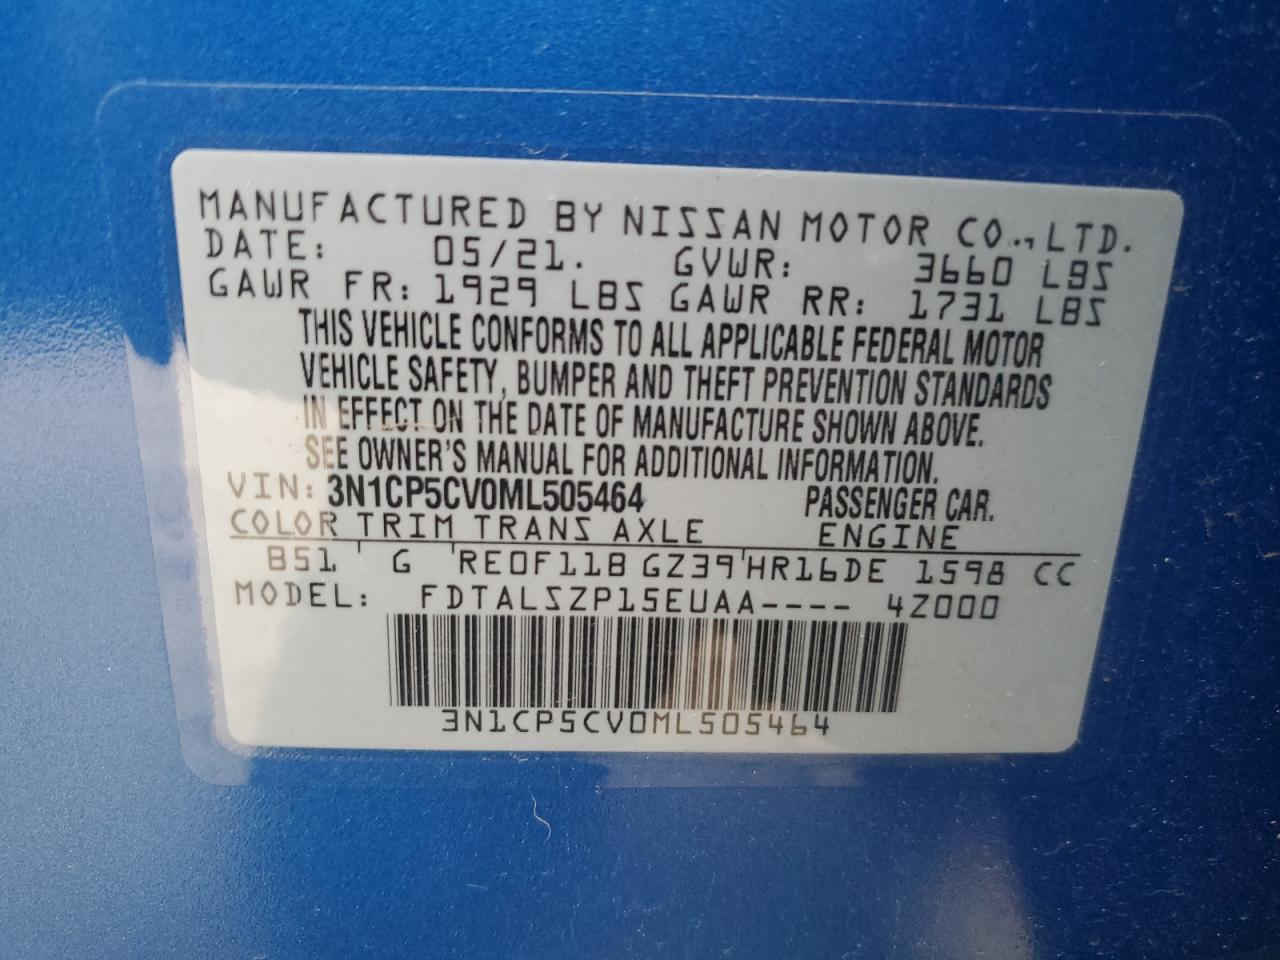 MANUFACTURED BY NISSAN MOTOR CO., LTD.
DATE: 05/21. GVWR: 3660 LBS
GAWR FR: 1929 LBS GAWR RR: 1731 LBS
THIS VEHICLE CONFORMS TO ALL APPLICABLE FEDERAL MOTOR
VEHICLE SAFETY, BUMPER AND THEFT PREVENTION STANDARDS
IN EFFECT ON THE DATE OF MANUFACTURE SHOWN ABOVE.
SEE OWNER'S MANUAL FOR ADDITIONAL INFORMATION.
VIN: 3N1CP5CV0ML505464 PASSENGER CAR.
COLOR TRIM TRANS AXLE ENGINE
B51 ' G 'RE0F11B GZ39'HR16DE 1598 CC
MODEL: FDTALSZP15EUAA---- 4Z000
3N1CP5CV0ML505464